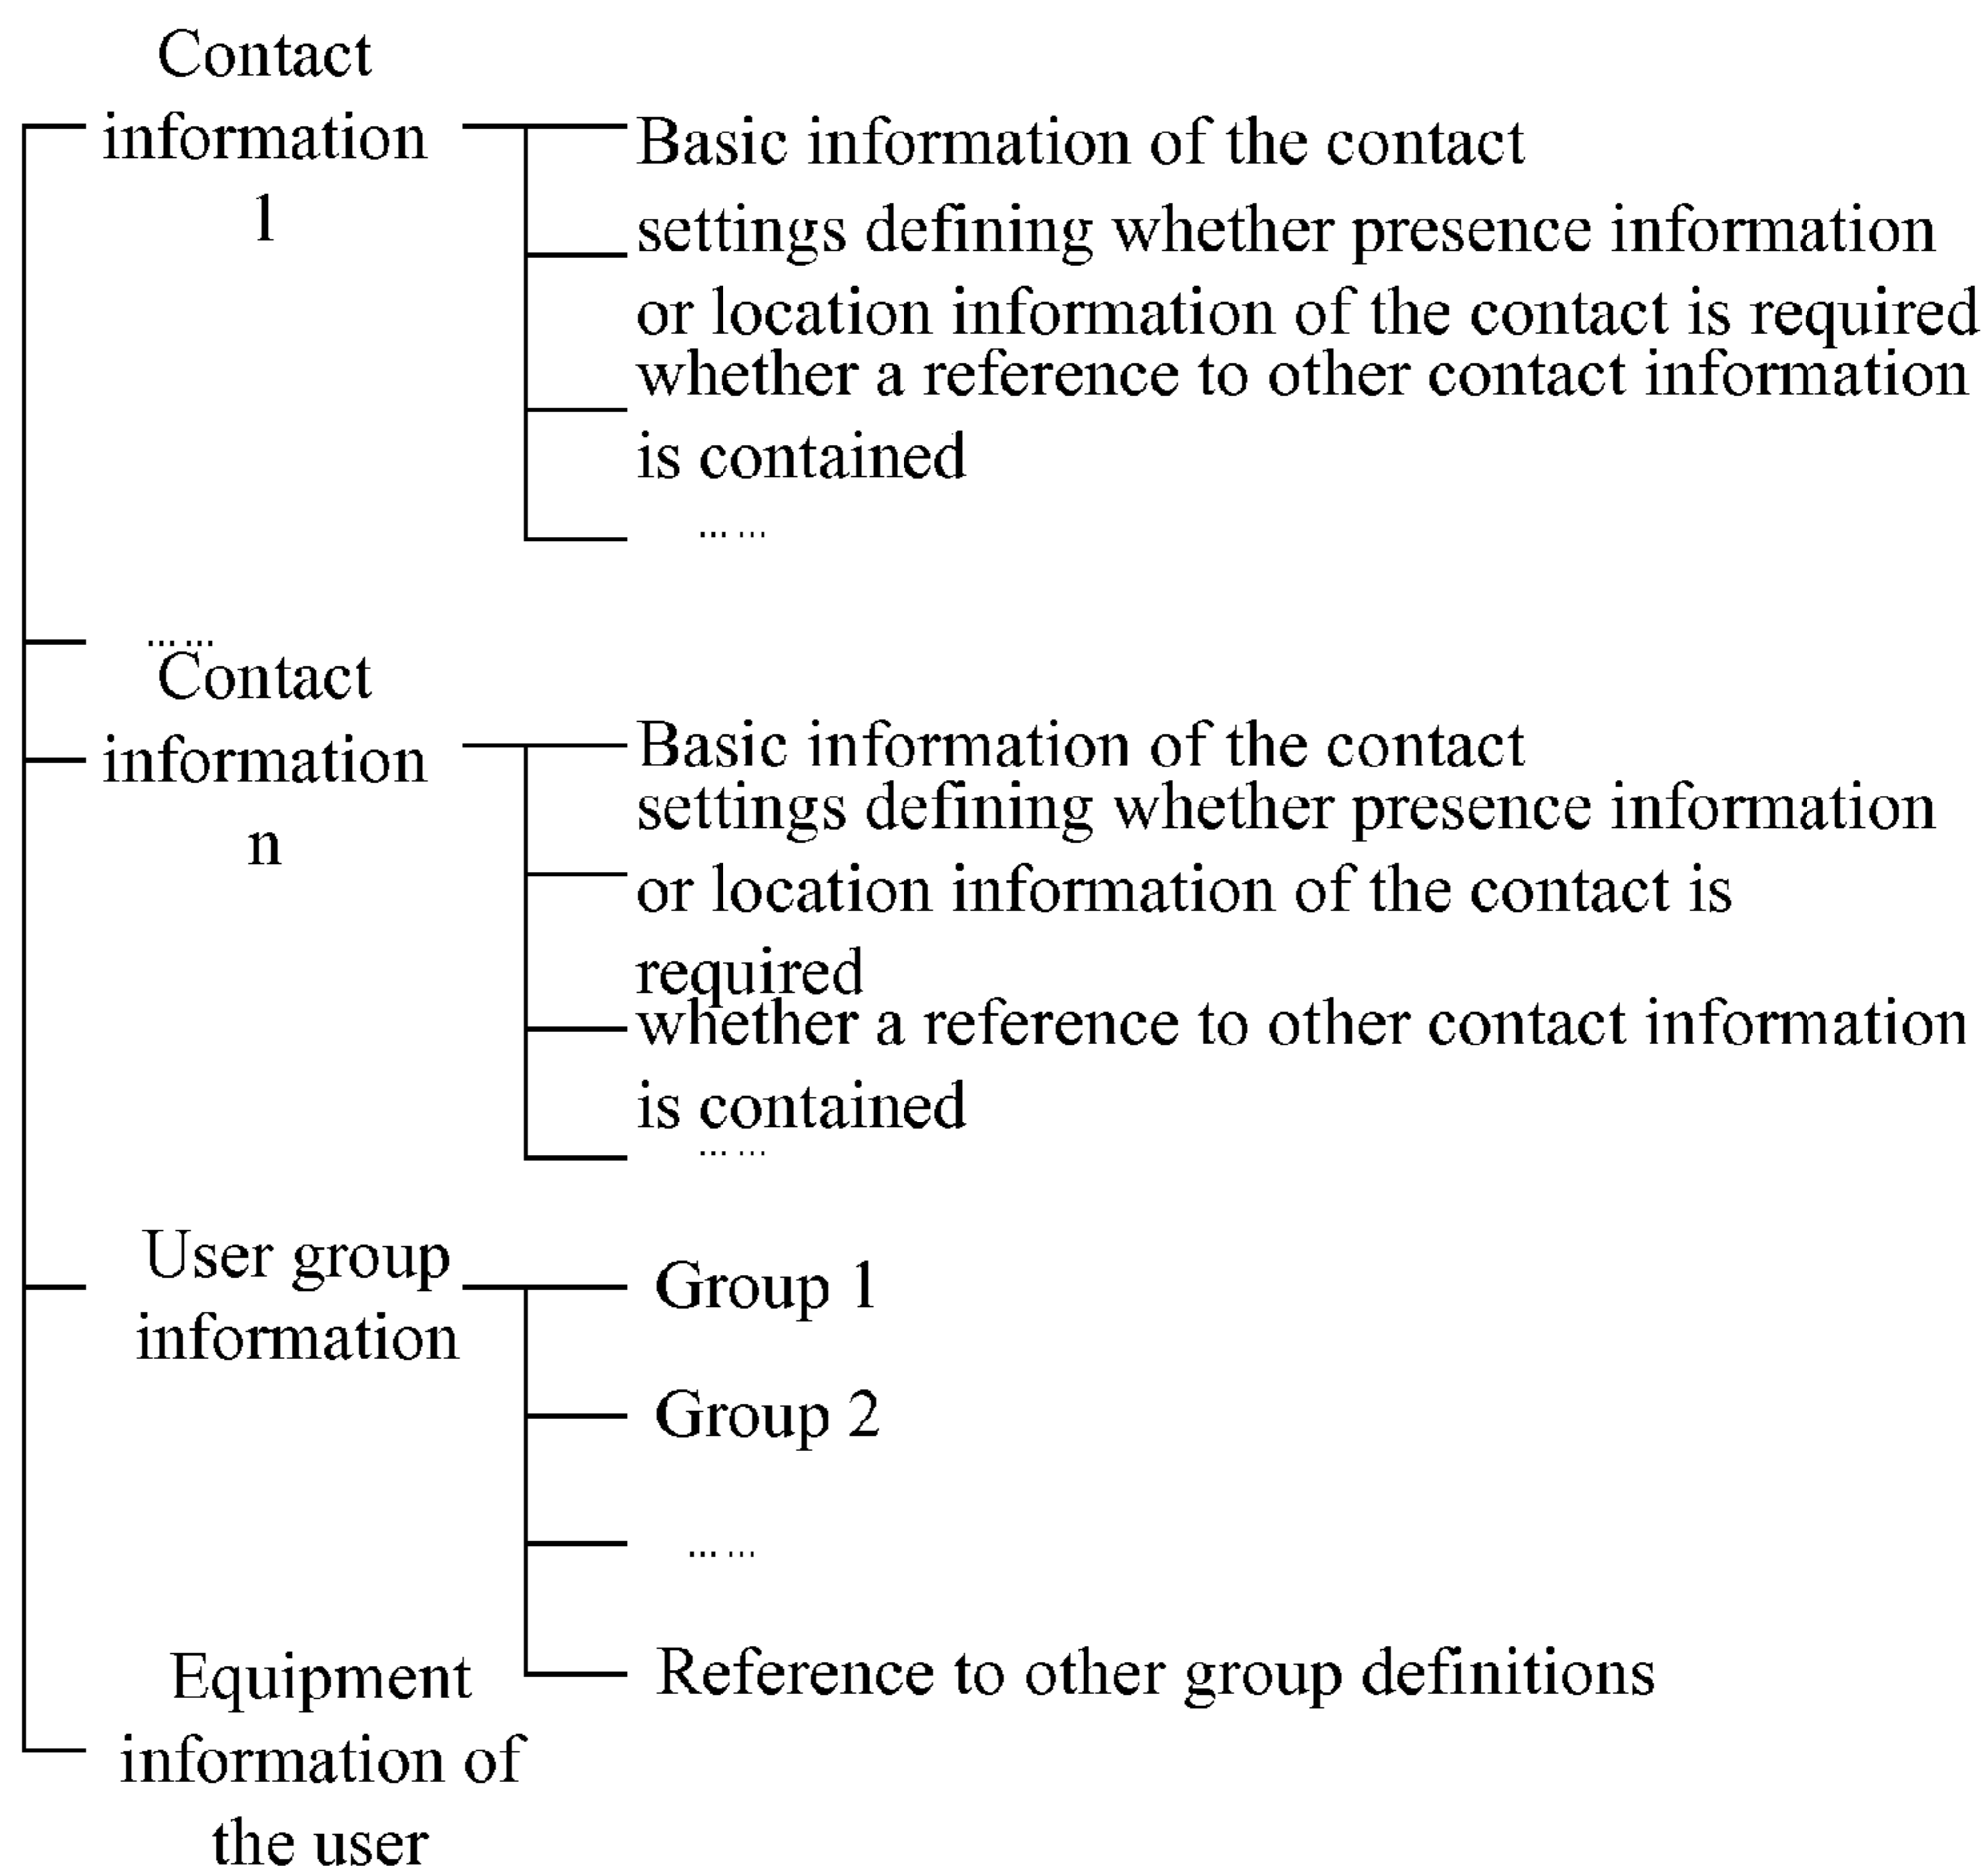 Contact
information
1
Basic information of the contact
settings defining whether presence information
or location information of the contact is required
whether a reference to other contact information
is contained
... ...
... ...
Contact
information
n
Basic information of the contact
settings defining whether presence information
or location information of the contact is
required
whether a reference to other contact information
is contained
... ...
User group
information
Group 1
Group 2
... ...
Reference to other group definitions
Equipment
information of
the user